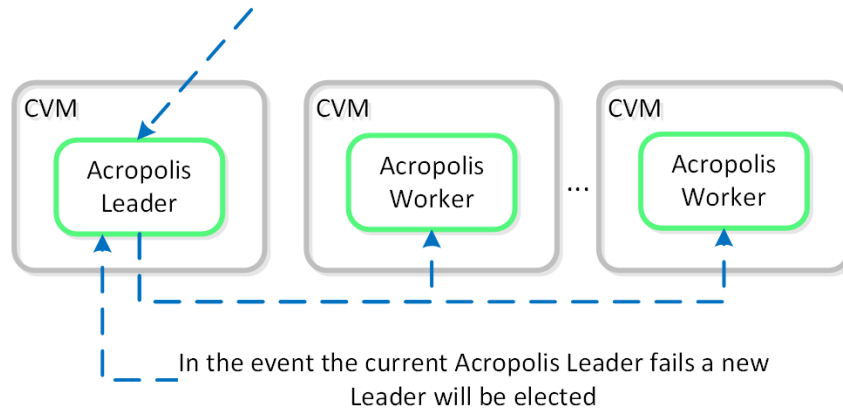 CVM
Acropolis
Leader
CVM
Acropolis
Worker
...
CVM
Acropolis
Worker
In the event the current Acropolis Leader fails a new
Leader will be elected